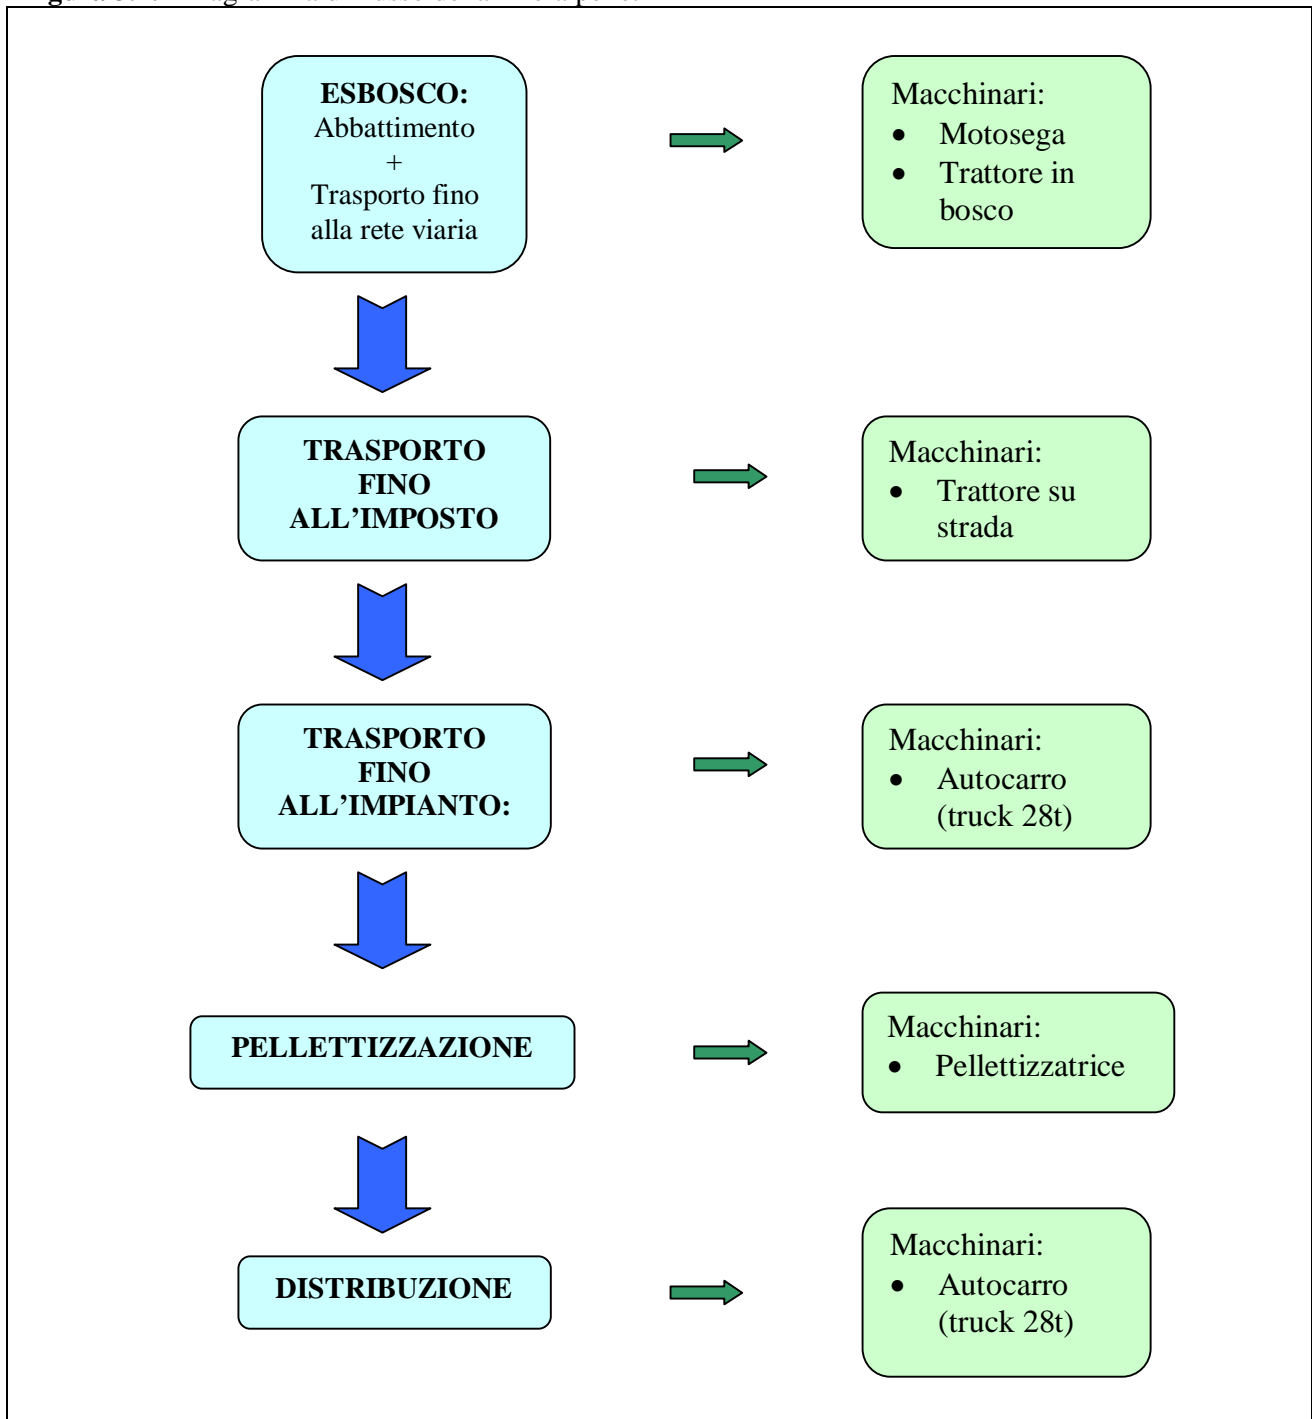 ESBOSCO:
Abbattimento
+
Trasporto fino
alla rete viaria
Macchinari:
• Motosega
• Trattore in
bosco
TRASPORTO
FINO
ALL’IMPOSTO
Macchinari:
• Trattore su
strada
TRASPORTO
FINO
ALL’IMPIANTO:
Macchinari:
• Autocarro
(truck 28t)
PELLETTIZZAZIONE
Macchinari:
• Pellettizzatrice
DISTRIBUZIONE
Macchinari:
• Autocarro
(truck 28t)